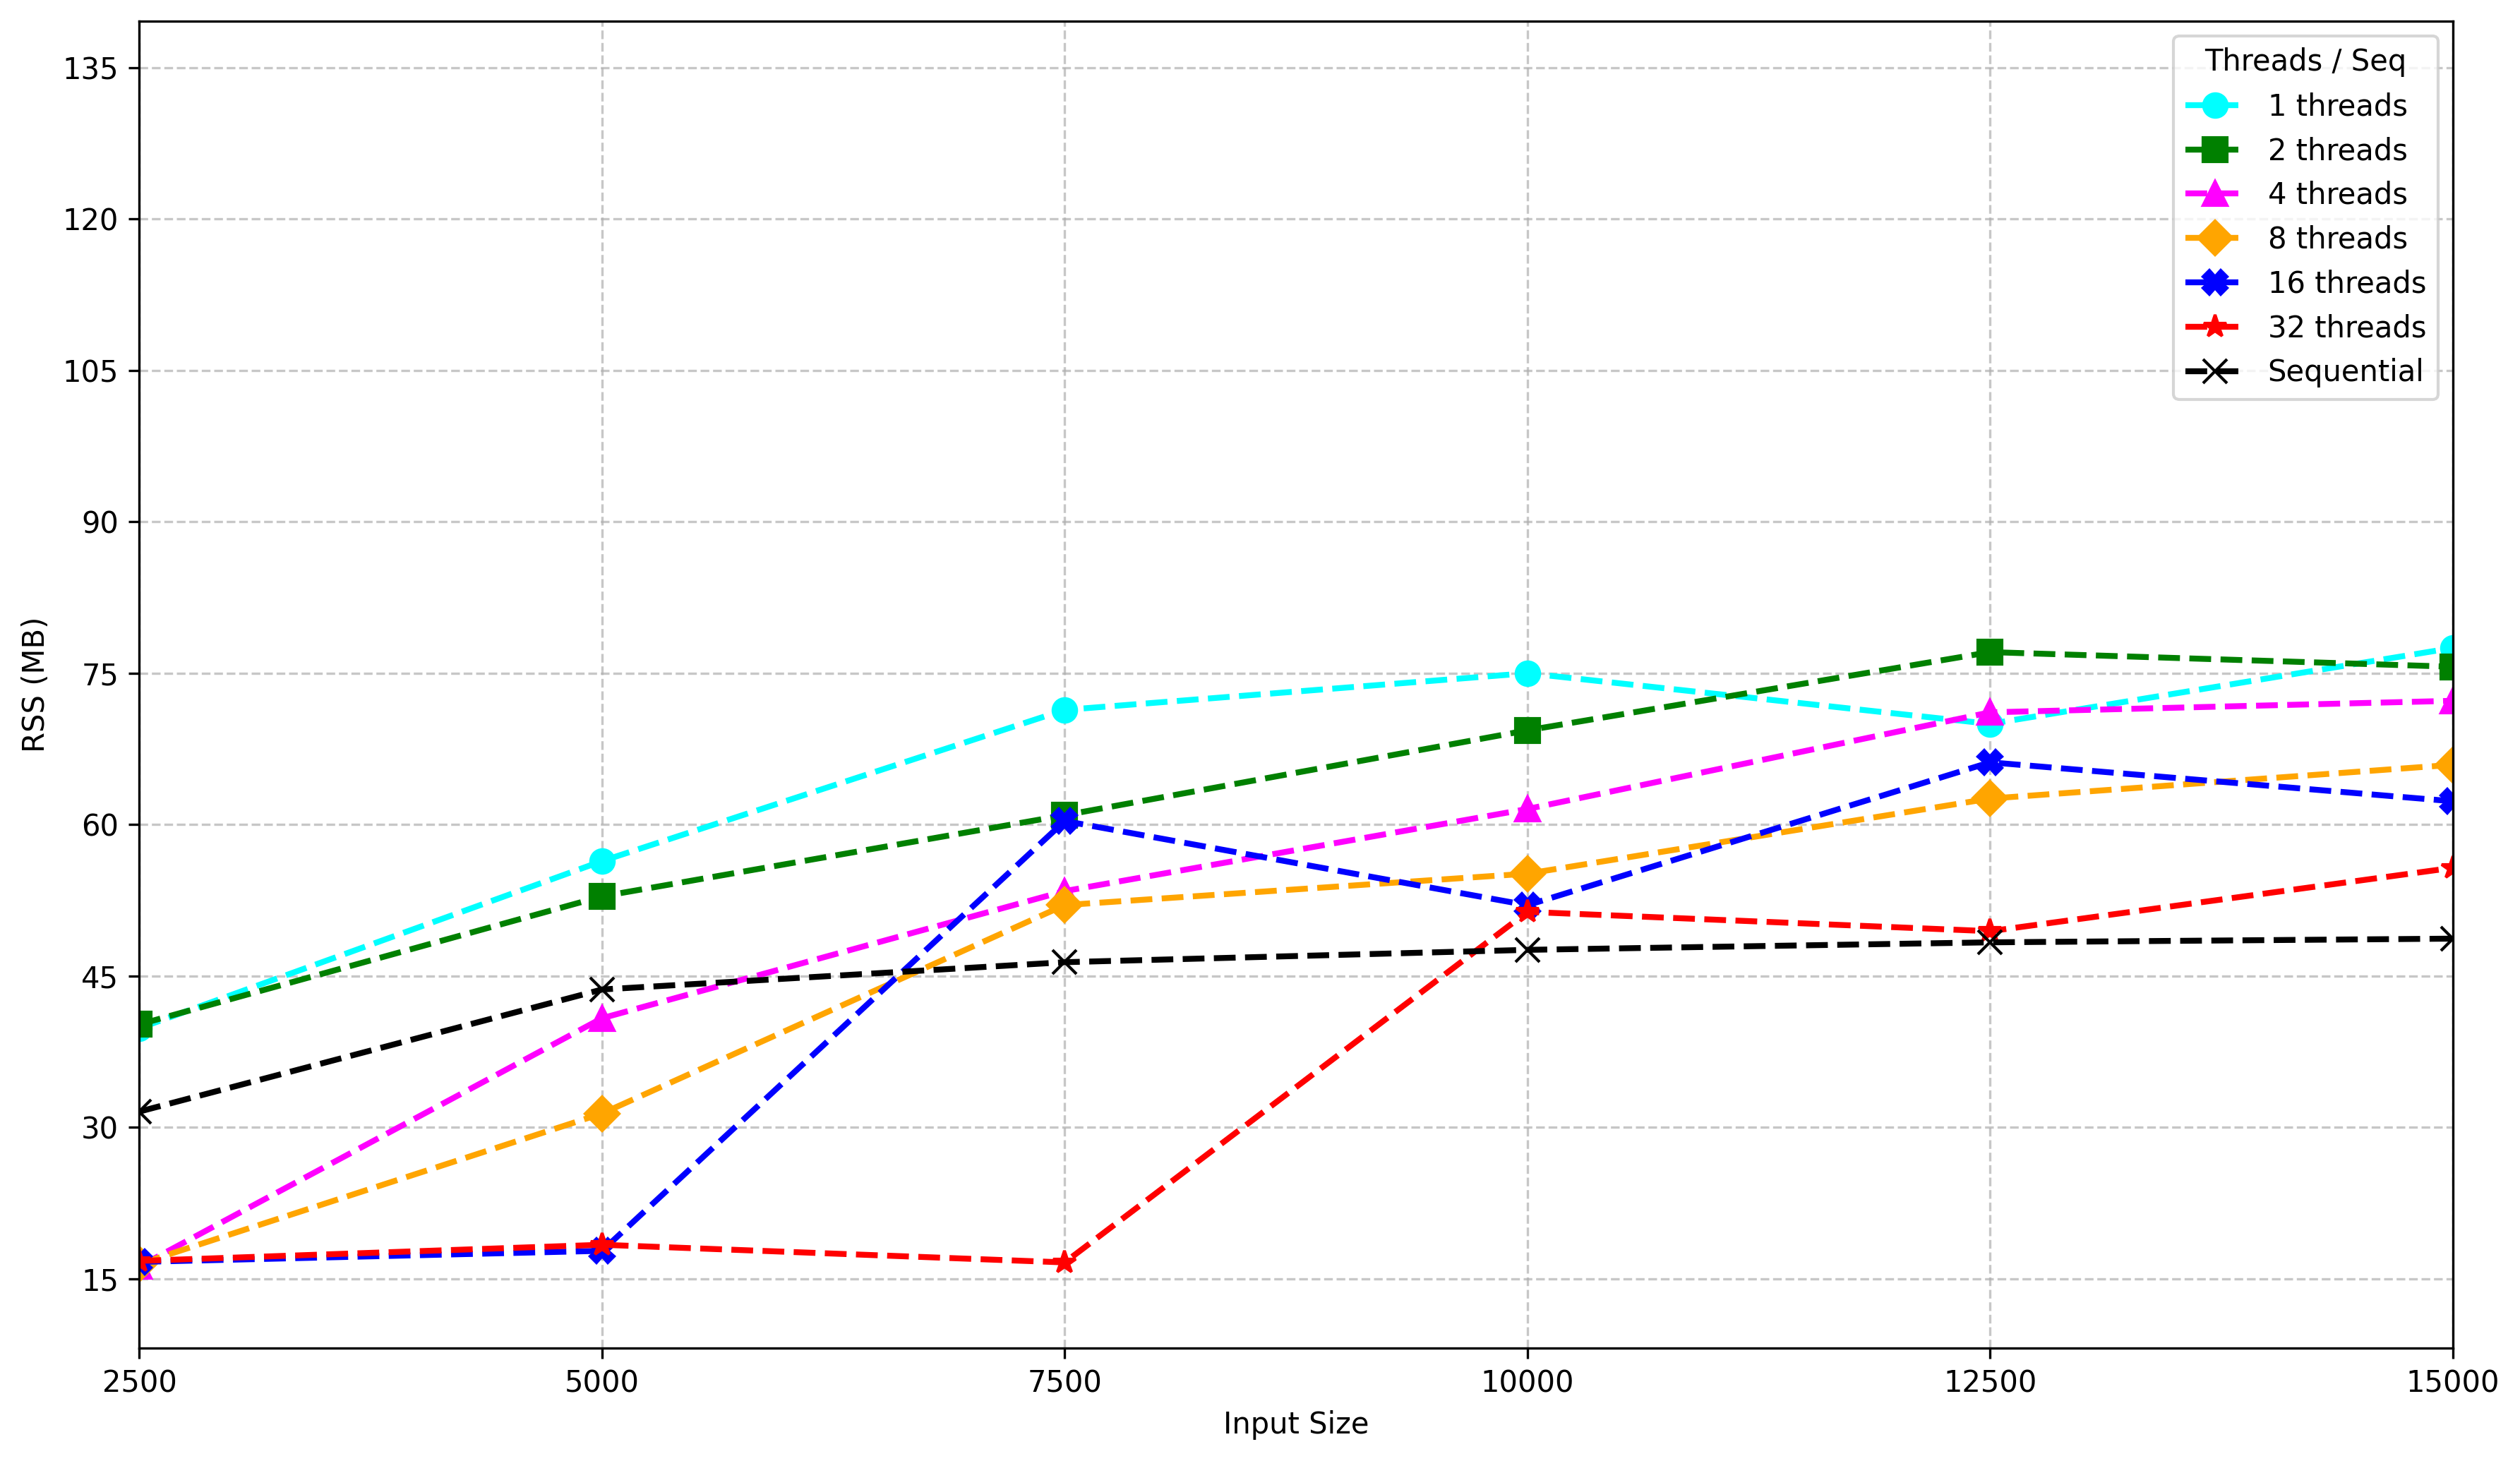 135
120
105
90
75
60
45
30
15
RSS (MB)
2500 5000 7500 10000 12500 15000
Input Size
Threads / Seq
1 threads
2 threads
4 threads
8 threads
16 threads
32 threads
Sequential